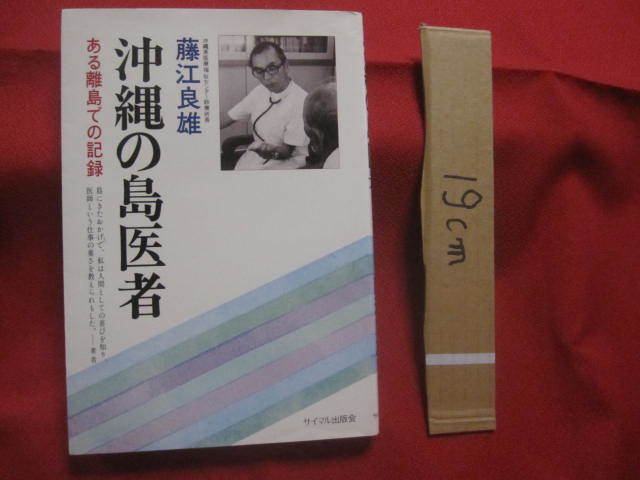 藤江良雄
沖縄の島医者
ある離島での記録
島にきたおかげで、私は人間としての喜びを知り、
医師という仕事の重さを教えられもした。——著者
サイマル出版会
19cm